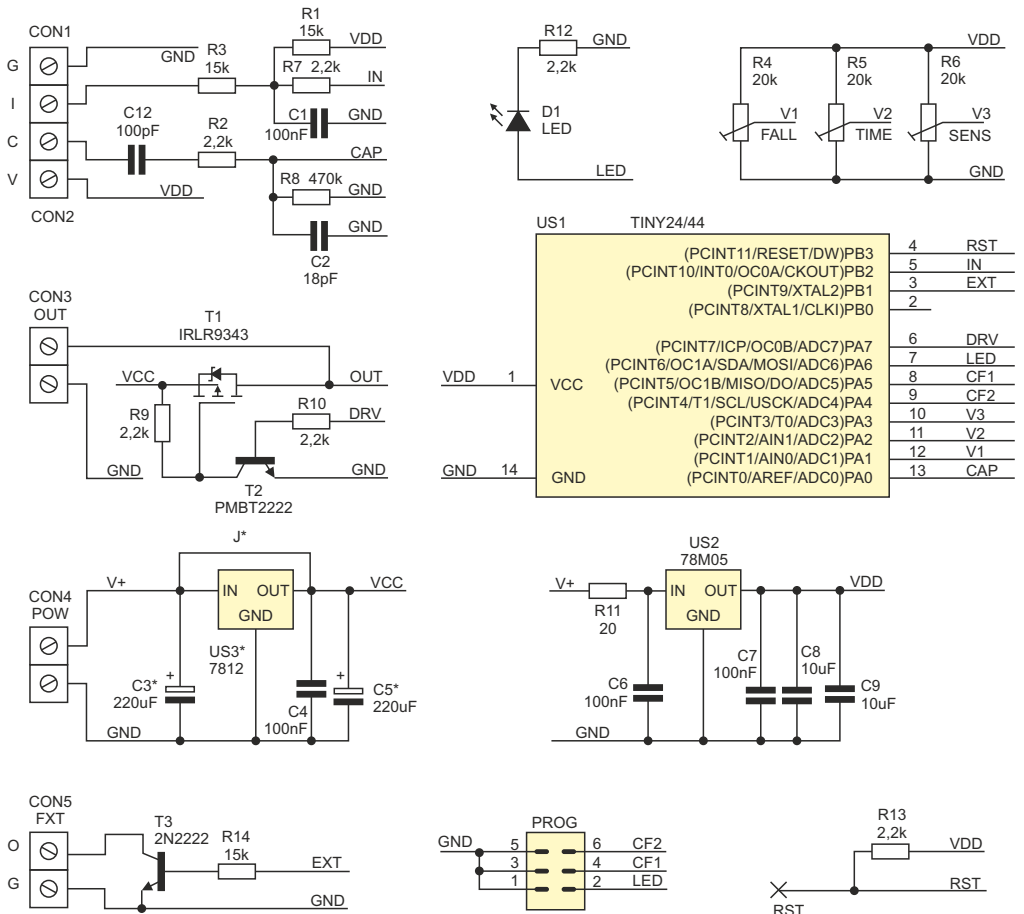 CON1
G
I
C
V
CON2
GND
R3
15k
R1
15k
VDD
R7 2,2k
IN
C1
100nF
GND
C12
100pF
R2
2,2k
CAP
R8 470k
GND
VDD
GND
C2
18pF
R12
2,2k
GND
D1
LED
LED
VDD
R4
20k
R5
20k
R6
20k
V1
FALL
V2
TIME
V3
SENS
GND
US1
TINY24/44
(PCINT11/RESET/DW)PB3 4 RST
(PCINT10/INT0/OC0A/CKOUT)PB2 5 IN
(PCINT9/XTAL2)PB1 3 EXT
(PCINT8/XTAL1/CLKI)PB0 2
(PCINT7/ICP/OC0B/ADC7)PA7 6 DRV
(PCINT6/OC1A/SDA/MOSI/ADC6)PA6 7 LED
VDD 1 VCC (PCINT5/OC1B/MISO/DO/ADC5)PA5 8 CF1
(PCINT4/T1/SCL/USCK/ADC4)PA4 9 CF2
(PCINT3/T0/ADC3)PA3 10 V3
(PCINT2/AIN1/ADC2)PA2 11 V2
(PCINT1/AIN0/ADC1)PA1 12 V1
GND 14 GND (PCINT0/AREF/ADC0)PA0 13 CAP
CON3
OUT
T1
IRLR9343
VCC
OUT
R9
2,2k
R10
2,2k
DRV
GND
GND
T2
PMBT2222
J*
CON4
POW
V+
IN OUT
GND
VCC
US3*
7812
C3*
220uF
+
C4
100nF
+
C5*
220uF
GND
US2
78M05
V+
R11
20
IN OUT
GND
VDD
C6
100nF
C7
100nF
C8
10uF
C9
10uF
GND
CON5
FXT
O
G
T3
2N2222
R14
15k
EXT
GND
PROG
GND 5 6 CF2
3 4 CF1
1 2 LED
R13
2,2k
VDD
RST
RST